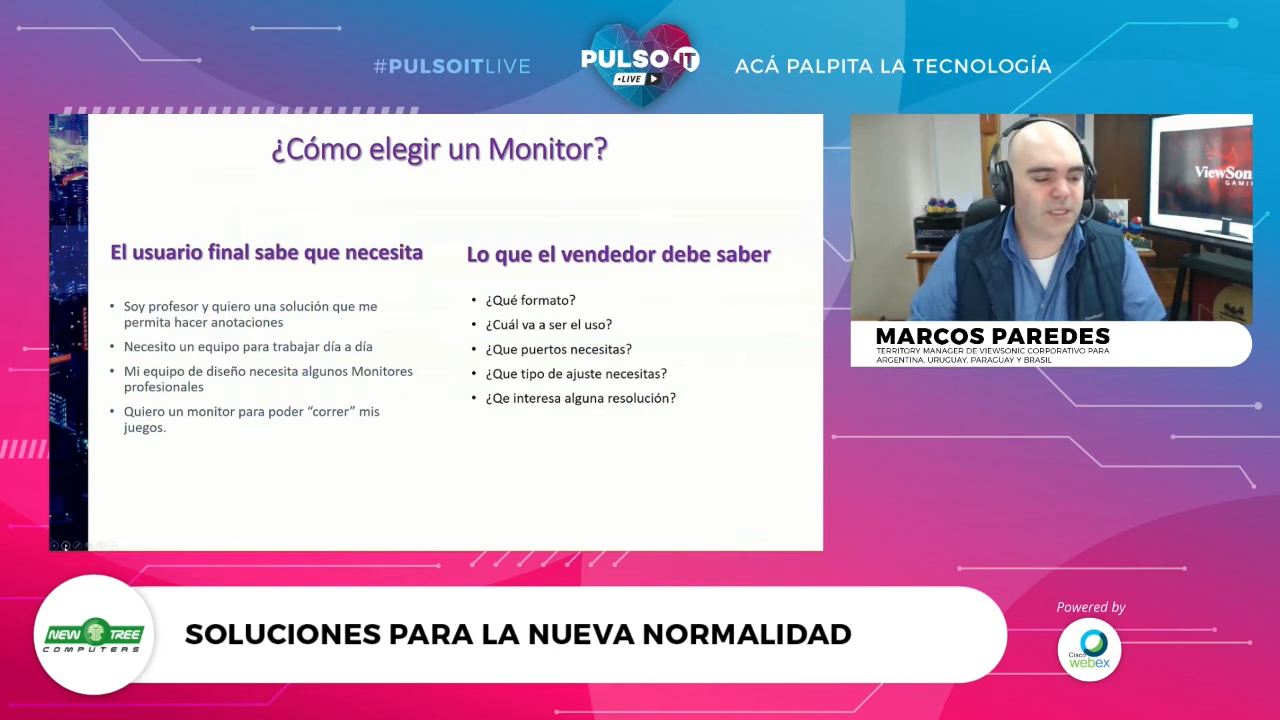 #PULSOITLIVE
PULSO IT
LIVE
ACÁ PALPITA LA TECNOLOGÍA
¿Cómo elegir un Monitor?
El usuario final sabe que necesita
• Soy profesor y quiero una solución que me
permita hacer anotaciones
• Necesito un equipo para trabajar día a día
• Mi equipo de diseño necesita algunos Monitores
profesionales
• Quiero un monitor para poder “correr” mis
juegos.
Lo que el vendedor debe saber
• ¿Qué formato?
• ¿Cuál va a ser el uso?
• ¿Que puertos necesitas?
• ¿Que tipo de ajuste necesitas?
• ¿Qe interesa alguna resolución?
ViewSon
GAMI
MARCOS PAREDES
TERRITORY MANAGER DE VIEWSONIC CORPORATIVO PARA
ARGENTINA, URUGUAY, PARAGUAY Y BRASIL
NEW TREE
COMPUTERS
SOLUCIONES PARA LA NUEVA NORMALIDAD
Powered by
Cisco
webex